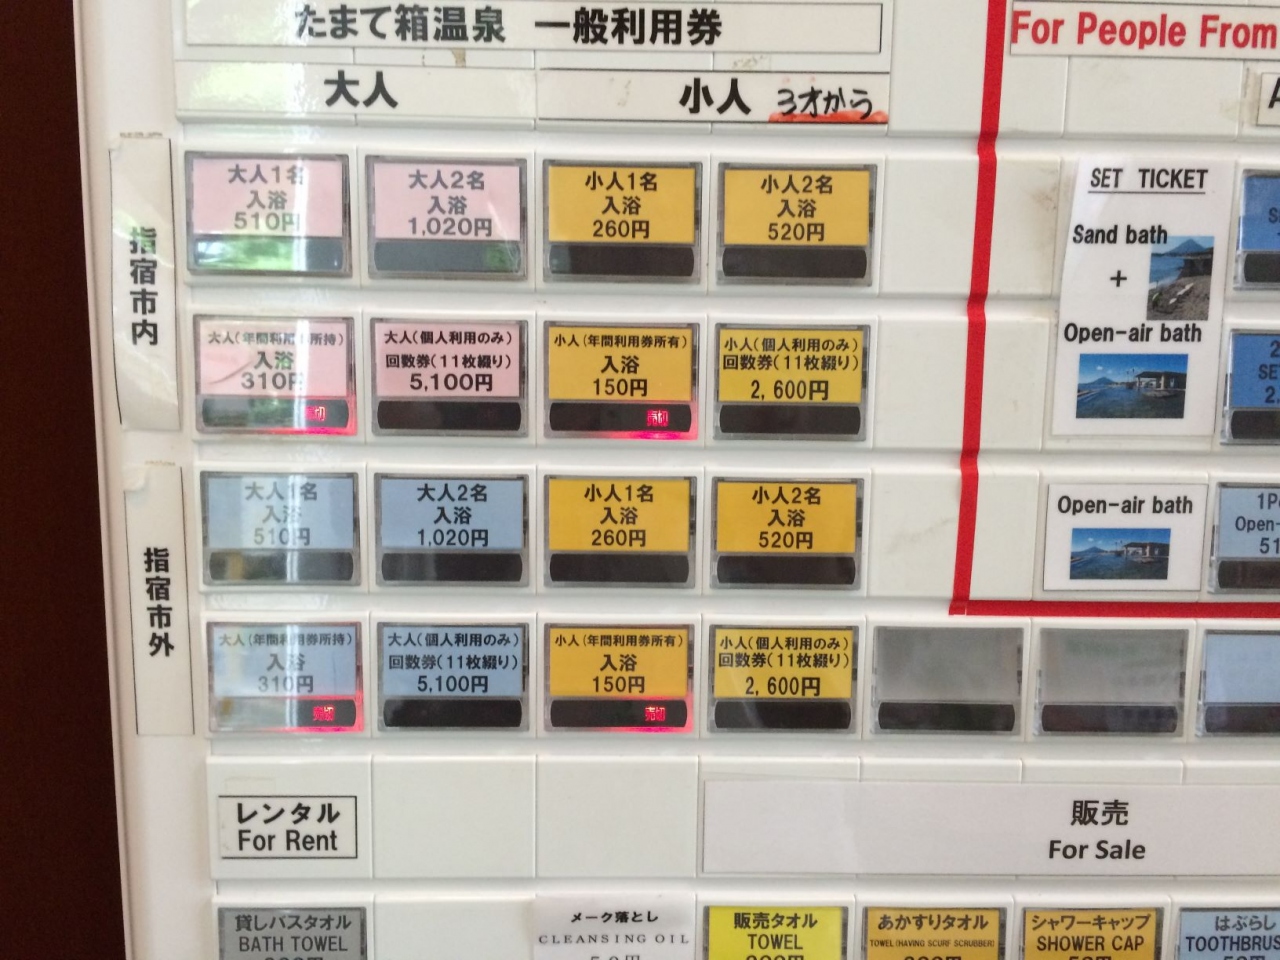 たまて箱温泉 一般利用券
For People From
大人
小人 3才から
指宿市内
大人1名
入浴
510円
大人2名
入浴
1,020円
小人1名
入浴
260円
小人2名
入浴
520円
SET TICKET
Sand bath
+
Open-air bath
大人(年間利用券所持)
入浴
310円
売切
大人(個人利用のみ)
回数券(11枚綴り)
5,100円
小人(年間利用券所有)
入浴
150円
売切
小人(個人利用のみ)
回数券(11枚綴り)
2,600円
指宿市外
大人1名
入浴
510円
大人2名
入浴
1,020円
小人1名
入浴
260円
小人2名
入浴
520円
Open-air bath
大人(年間利用券所持)
入浴
310円
売切
大人(個人利用のみ)
回数券(11枚綴り)
5,100円
小人(年間利用券所有)
入浴
150円
売切
小人(個人利用のみ)
回数券(11枚綴り)
2,600円
レンタル
For Rent
販売
For Sale
貸しバスタオル
BATH TOWEL
メーク落とし
CLEANSING OIL
販売タオル
TOWEL
あかすりタオル
TOWEL (HAVING SCURF SCRUBBER)
シャワーキャップ
SHOWER CAP
はぶらし